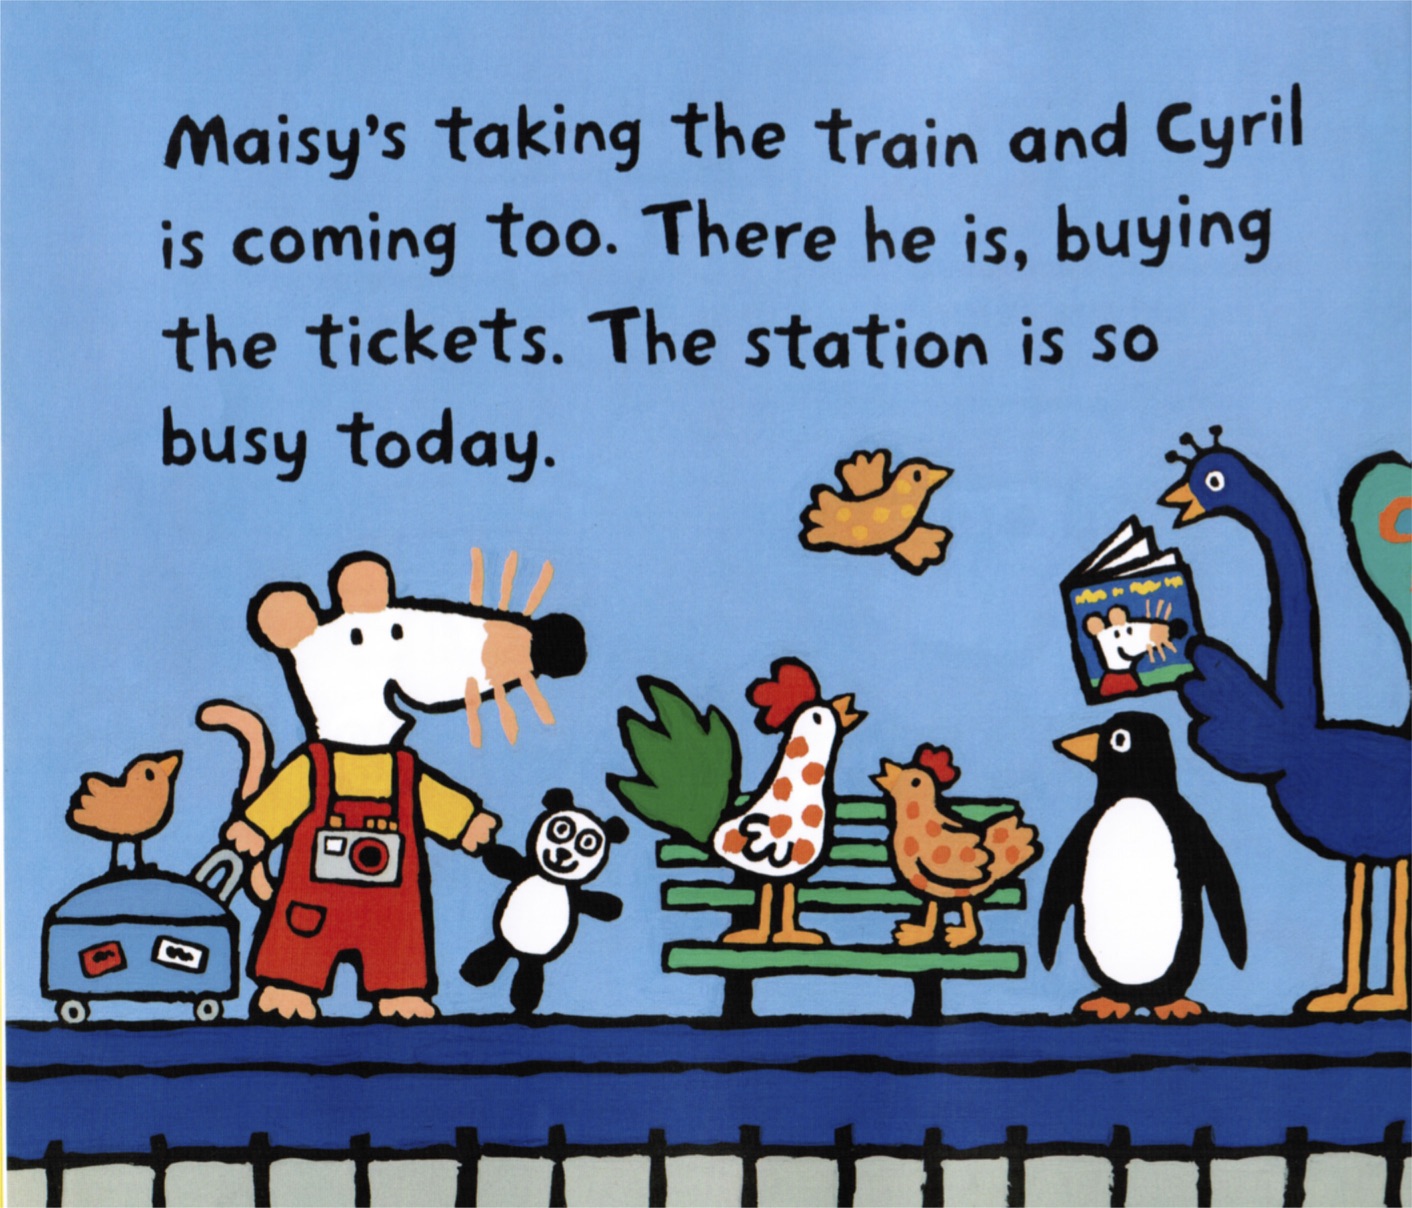 Maisy's taking the train and Cyril
is coming too. There he is, buying
the tickets. The station is so
busy today.